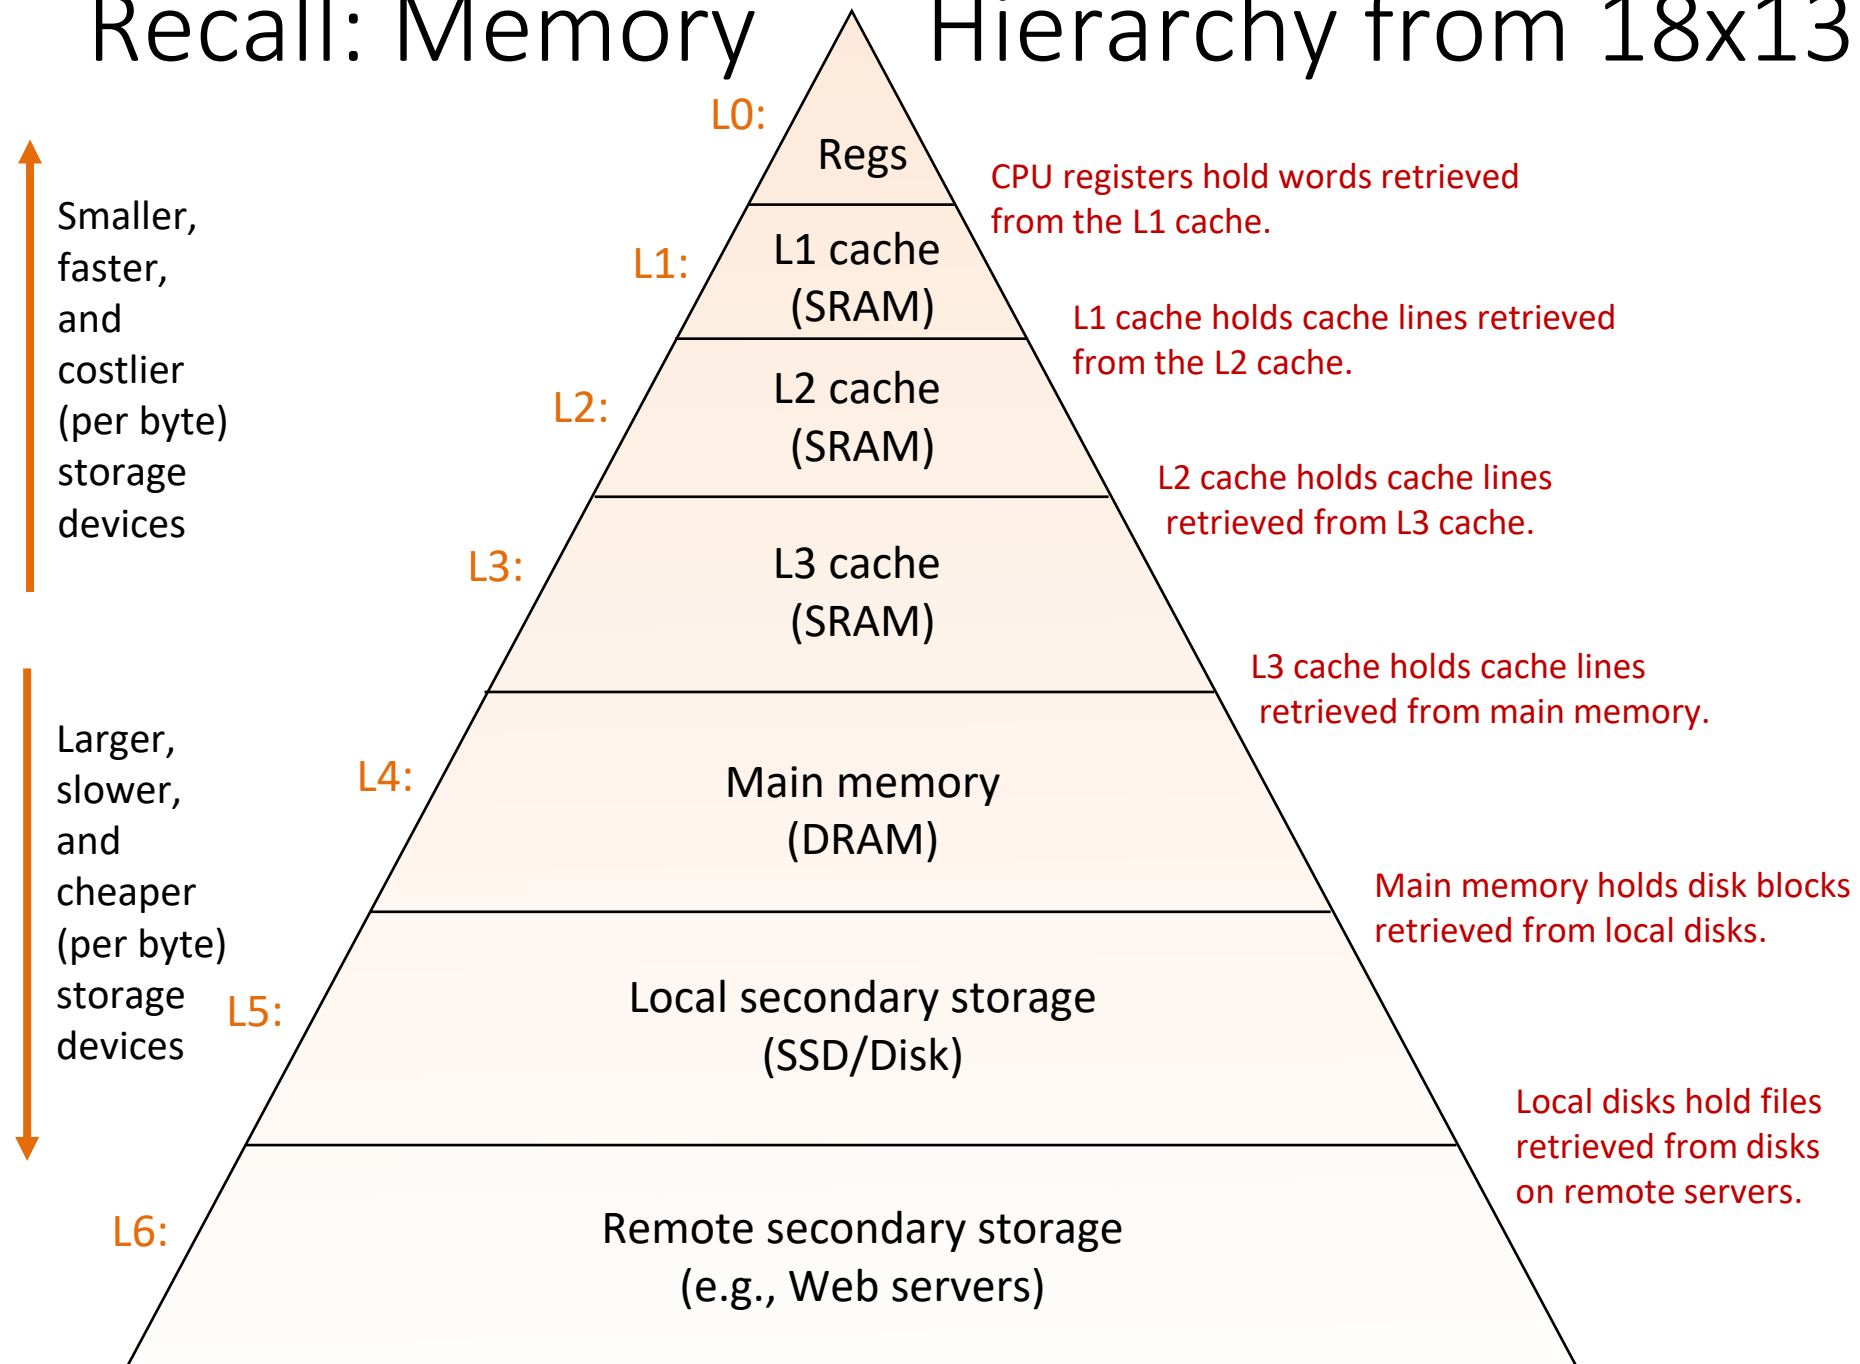 Recall: Memory Hierarchy from 18x13
L0:
Regs
CPU registers hold words retrieved
from the L1 cache.
Smaller,
faster,
and
costlier
(per byte)
storage
devices
L1:
L1 cache
(SRAM)
L1 cache holds cache lines retrieved
from the L2 cache.
L2:
L2 cache
(SRAM)
L2 cache holds cache lines
retrieved from L3 cache.
L3:
L3 cache
(SRAM)
L3 cache holds cache lines
retrieved from main memory.
Larger,
slower,
and
cheaper
(per byte)
storage
devices
L4:
Main memory
(DRAM)
Main memory holds disk blocks
retrieved from local disks.
L5:
Local secondary storage
(SSD/Disk)
Local disks hold files
retrieved from disks
on remote servers.
L6:
Remote secondary storage
(e.g., Web servers)